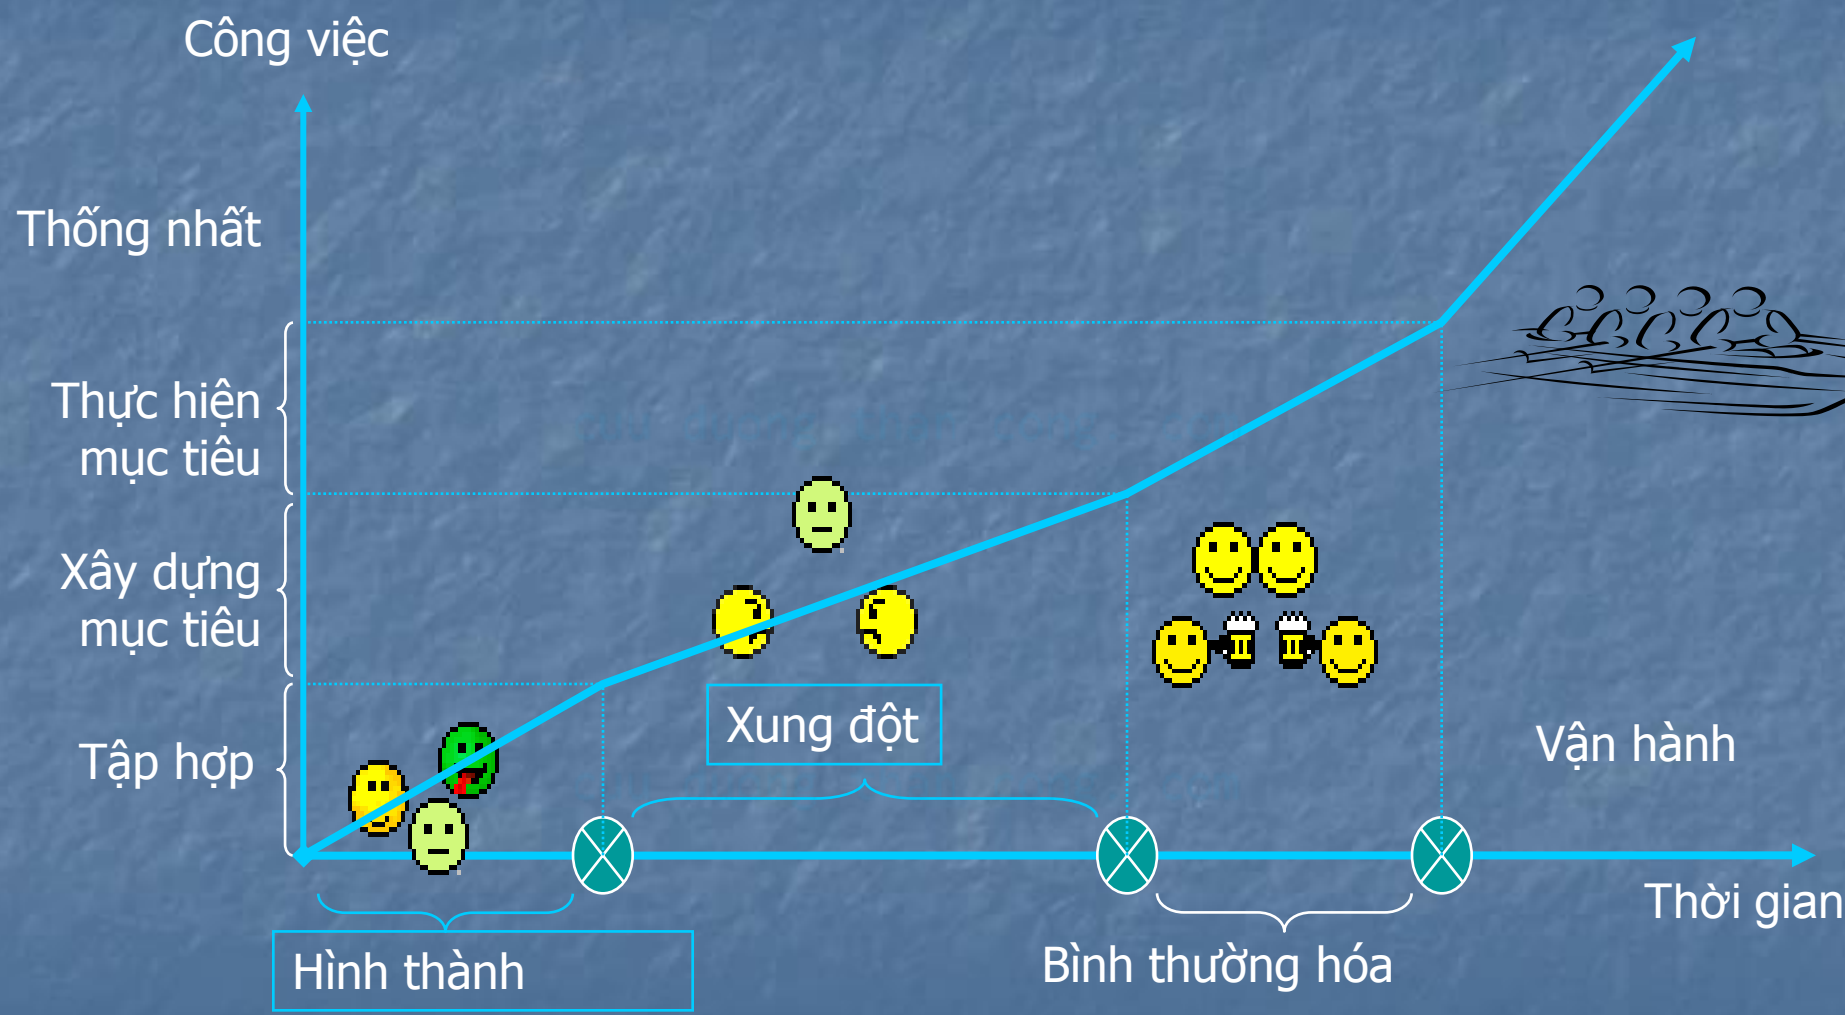 Công việc
Thống nhất
Thực hiện
mục tiêu
Xây dựng
mục tiêu
Xung đột
Tập hợp
Vận hành
Thời gian
Hình thành
Bình thường hóa